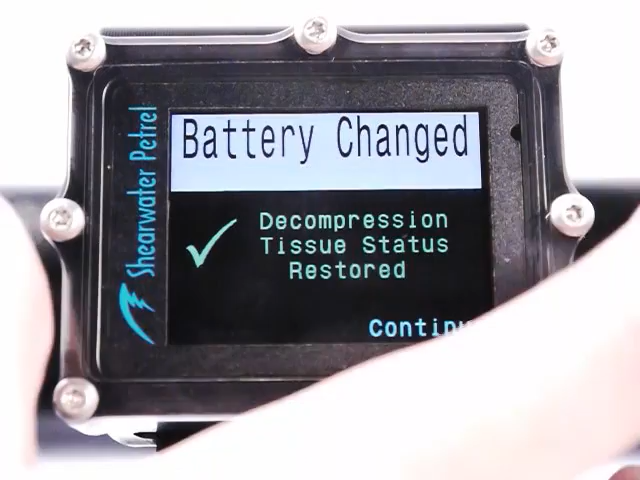 Battery Changed
Shearwater Petrel
Decompression
Tissue Status
Restored